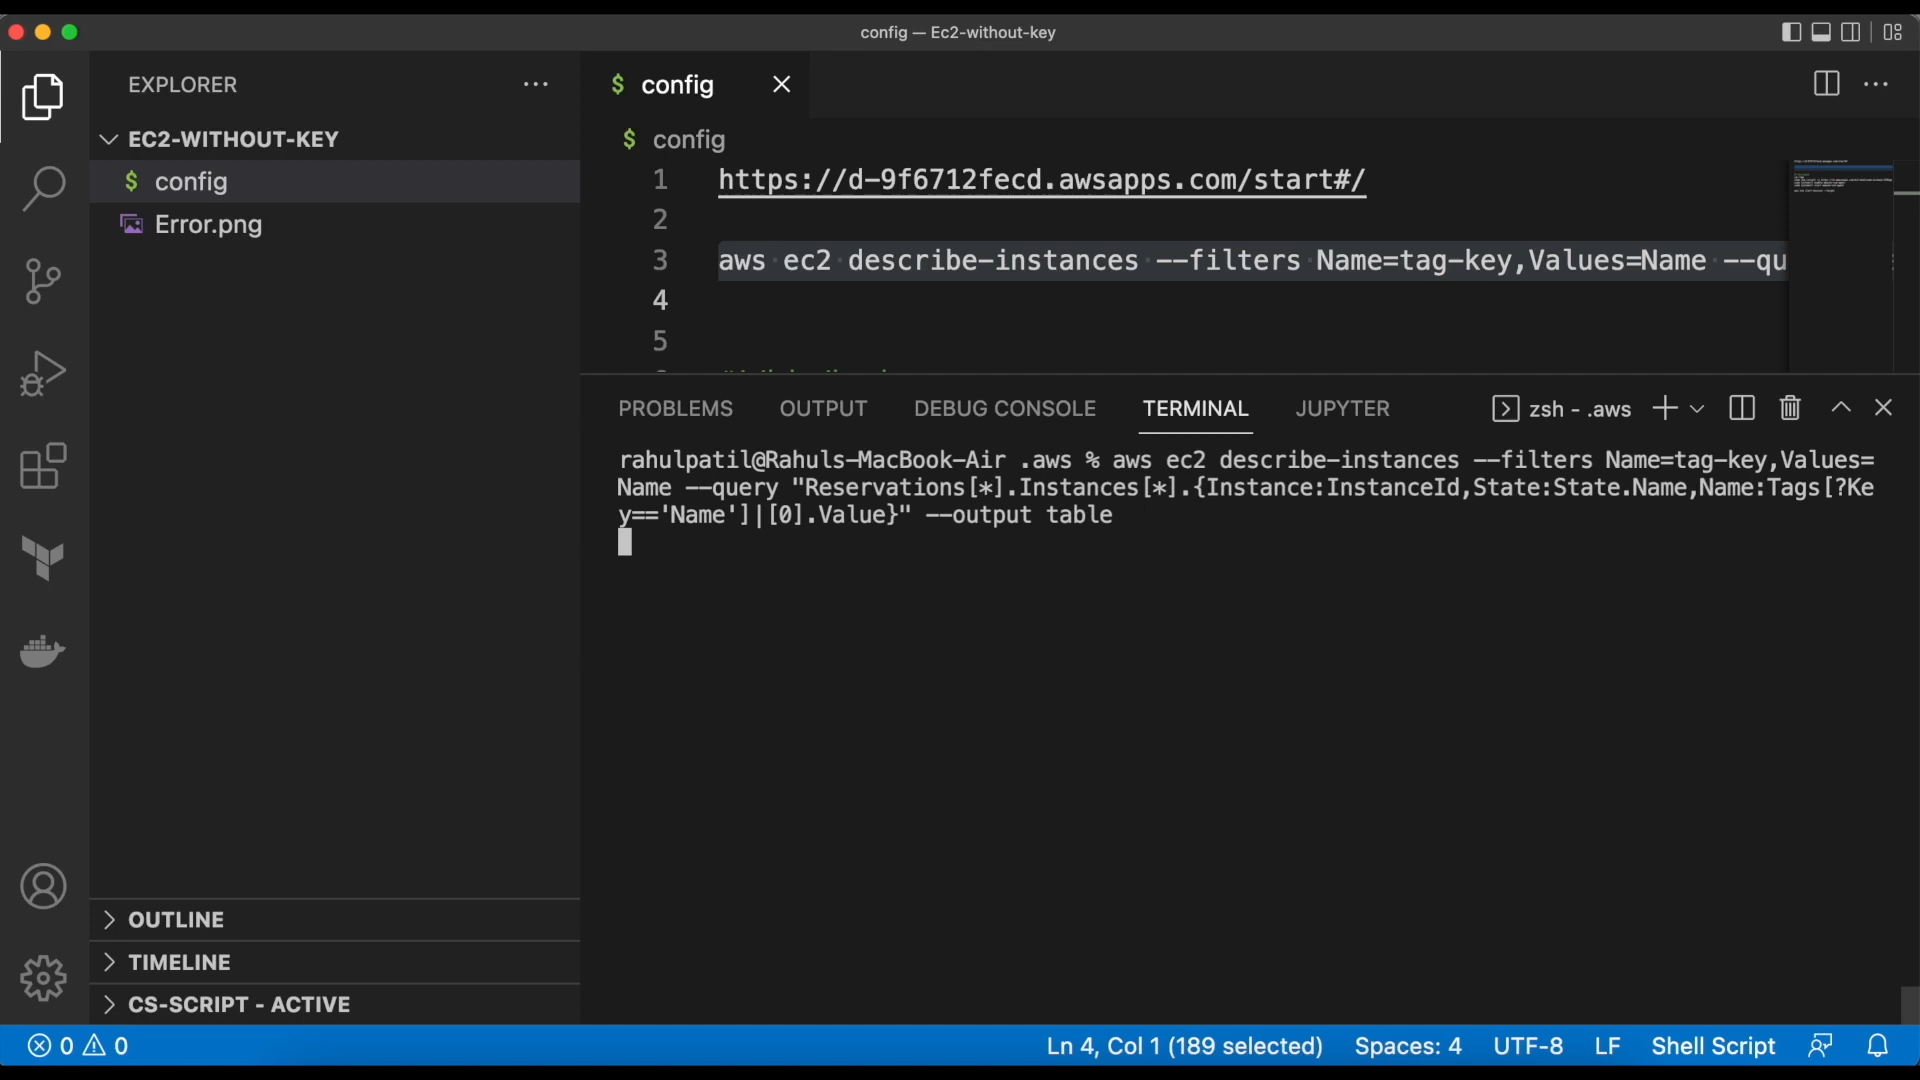 config — Ec2-without-key
EXPLORER
EC2-WITHOUT-KEY
$ config
Error.png
OUTLINE
TIMELINE
CS-SCRIPT - ACTIVE
$ config
$ config
1 https://d-9f6712fecd.awsapps.com/start#/
2
3 aws ec2 describe-instances --filters Name=tag-key,Values=Name --qu
4
5
PROBLEMS OUTPUT DEBUG CONSOLE TERMINAL JUPYTER zsh - .aws
rahulpatil@Rahuls-MacBook-Air .aws % aws ec2 describe-instances --filters Name=tag-key,Values=
Name --query "Reservations[*].Instances[*].{Instance:InstanceId,State:State.Name,Name:Tags[?Ke
y=='Name']|[0].Value}" --output table
0 0 Ln 4, Col 1 (189 selected) Spaces: 4 UTF-8 LF Shell Script